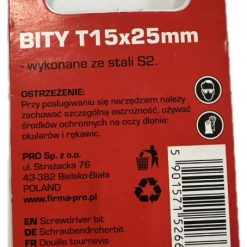 BITY T15x25mm
- wykonane ze stali S2.
OSTRZEŻENIE:
Przy posługiwaniu się narzędziem należy
zachować szczególną ostrożność, używać
środków ochronnych na oczy dłonie.
okularów i rękawic.
PRO Sp. z o.o.
ul. Strażacka 76
43-382 Bielsko-Biała
POLAND
www.firma-pro.pl
EN Screwdriver bit
DE Schraubendreherbit
FR Douille tournevis